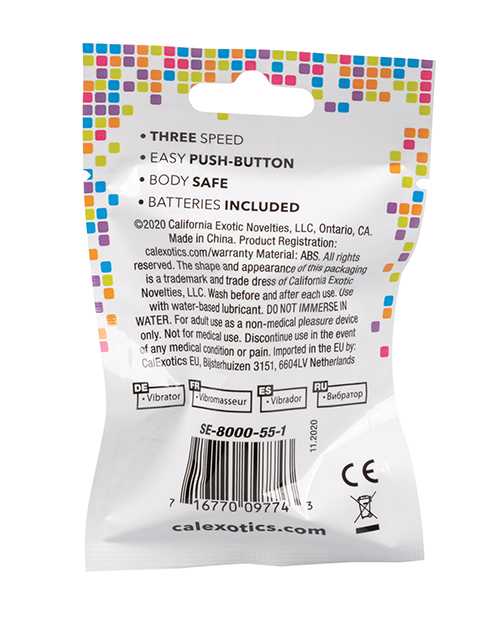 • THREE SPEED
• EASY PUSH-BUTTON
• BODY SAFE
• BATTERIES INCLUDED
©2020 California Exotic Novelties, LLC, Ontario, CA.
Made in China. Product Registration:
calexotics.com/warranty Material: ABS. All rights
reserved. The shape and appearance of this packaging
is a trademark and trade dress of California Exotic
Novelties, LLC. Wash before and after each use. Use
with water-based lubricant. DO NOT IMMERSE IN
WATER. For adult use as a non-medical pleasure device
only. Not for medical use. Discontinue use in the event
of any medical condition or pain. Imported in the EU by:
CalExotics EU, Bijsterhuizen 3151, 6604LV Netherlands
DE
• Vibrator
FR
• Vibromasseur
ES
• Vibrador
RU
• Вибратор
SE-8000-55-1
11.2020
7 16770 09774 3
CE
calexotics.com